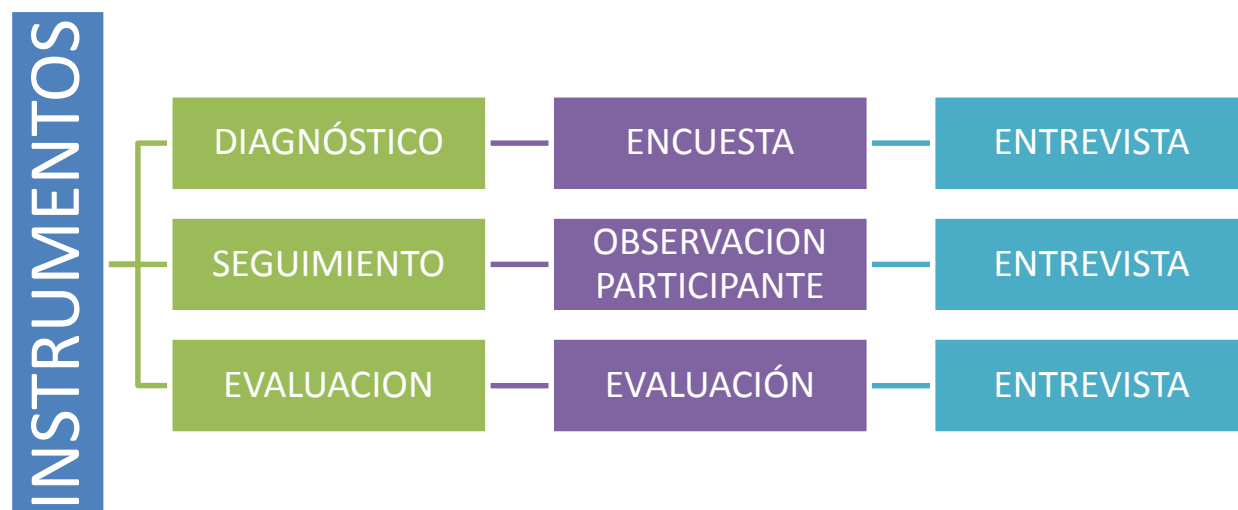 INSTRUMENTOS
DIAGNÓSTICO
ENCUESTA
ENTREVISTA
SEGUIMIENTO
OBSERVACION
PARTICIPANTE
ENTREVISTA
EVALUACION
EVALUACIÓN
ENTREVISTA